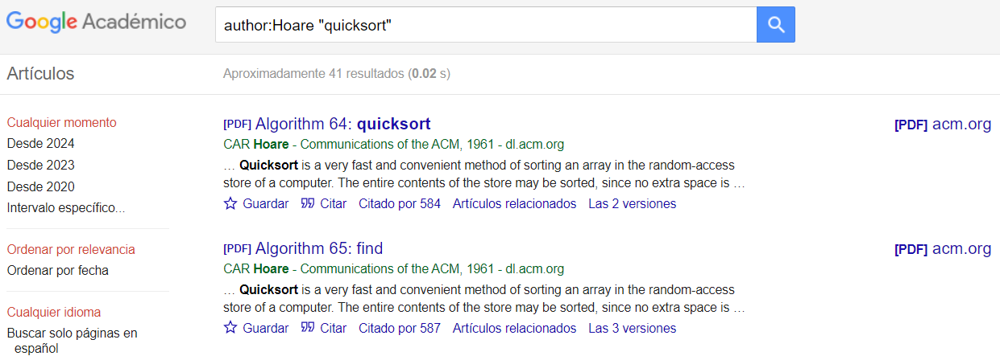 Google Académico
author:Hoare "quicksort"
Artículos
Aproximadamente 41 resultados (0.02 s)
Cualquier momento
Desde 2024
Desde 2023
Desde 2020
Intervalo específico...
Ordenar por relevancia
Ordenar por fecha
Cualquier idioma
Buscar solo páginas en
español
[PDF] Algorithm 64: quicksort
[PDF] acm.org
CAR Hoare - Communications of the ACM, 1961 - dl.acm.org
… Quicksort is a very fast and convenient method of sorting an array in the random-access
store of a computer. The entire contents of the store may be sorted, since no extra space is …
Guardar Citar Citado por 584 Artículos relacionados Las 2 versiones
[PDF] Algorithm 65: find
[PDF] acm.org
CAR Hoare - Communications of the ACM, 1961 - dl.acm.org
… Quicksort is a very fast and convenient method of sorting an array in the random-access
store of a computer. The entire contents of the store may be sorted, since no extra space is …
Guardar Citar Citado por 587 Artículos relacionados Las 3 versiones